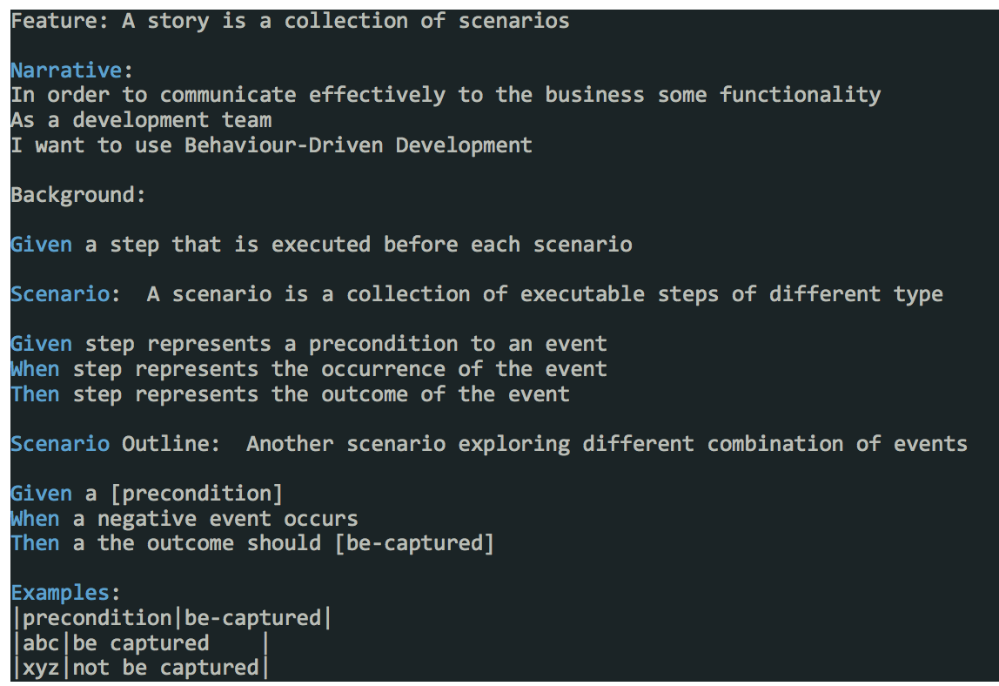 Feature: A story is a collection of scenarios
Narrative:
In order to communicate effectively to the business some functionality
As a development team
I want to use Behaviour-Driven Development
Background:
Given a step that is executed before each scenario
Scenario:  A scenario is a collection of executable steps of different type
Given step represents a precondition to an event
When step represents the occurrence of the event
Then step represents the outcome of the event
Scenario Outline:  Another scenario exploring different combination of events
Given a [precondition]
When a negative event occurs
Then a the outcome should [be-captured]
Examples:
|precondition|be-captured|
|abc|be captured    |
|xyz|not be captured|